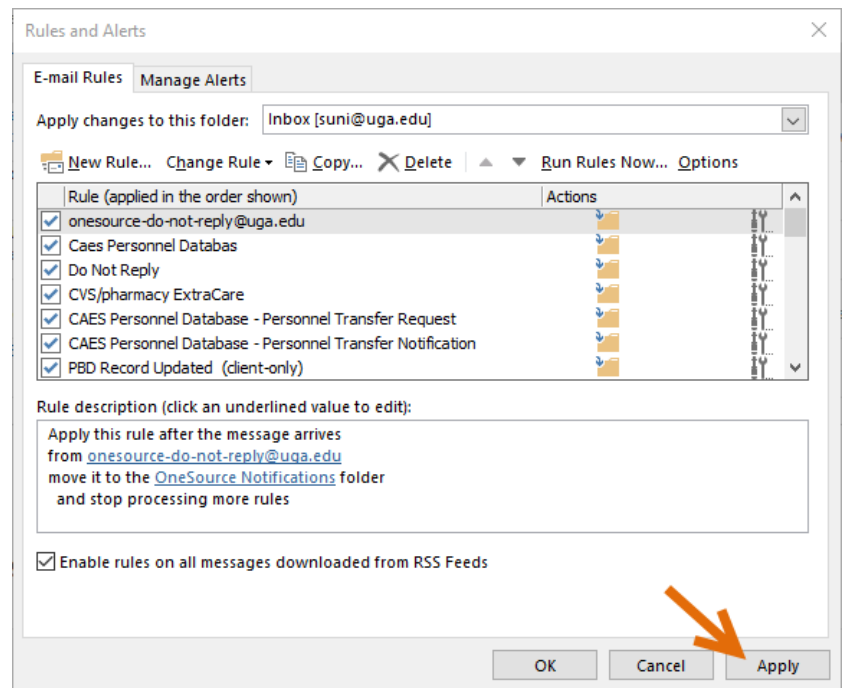 Rules and Alerts
E-mail Rules Manage Alerts
Apply changes to this folder: Inbox [suni@uga.edu]
New Rule... Change Rule Copy... Delete Run Rules Now... Options
Rule (applied in the order shown) Actions
onesource-do-not-reply@uga.edu
Caes Personnel Databas
Do Not Reply
CVS/pharmacy ExtraCare
CAES Personnel Database - Personnel Transfer Request
CAES Personnel Database - Personnel Transfer Notification
PBD Record Updated (client-only)
Rule description (click an underlined value to edit):
Apply this rule after the message arrives
from onesource-do-not-reply@uga.edu
move it to the OneSource Notifications folder
and stop processing more rules
Enable rules on all messages downloaded from RSS Feeds
OK Cancel Apply